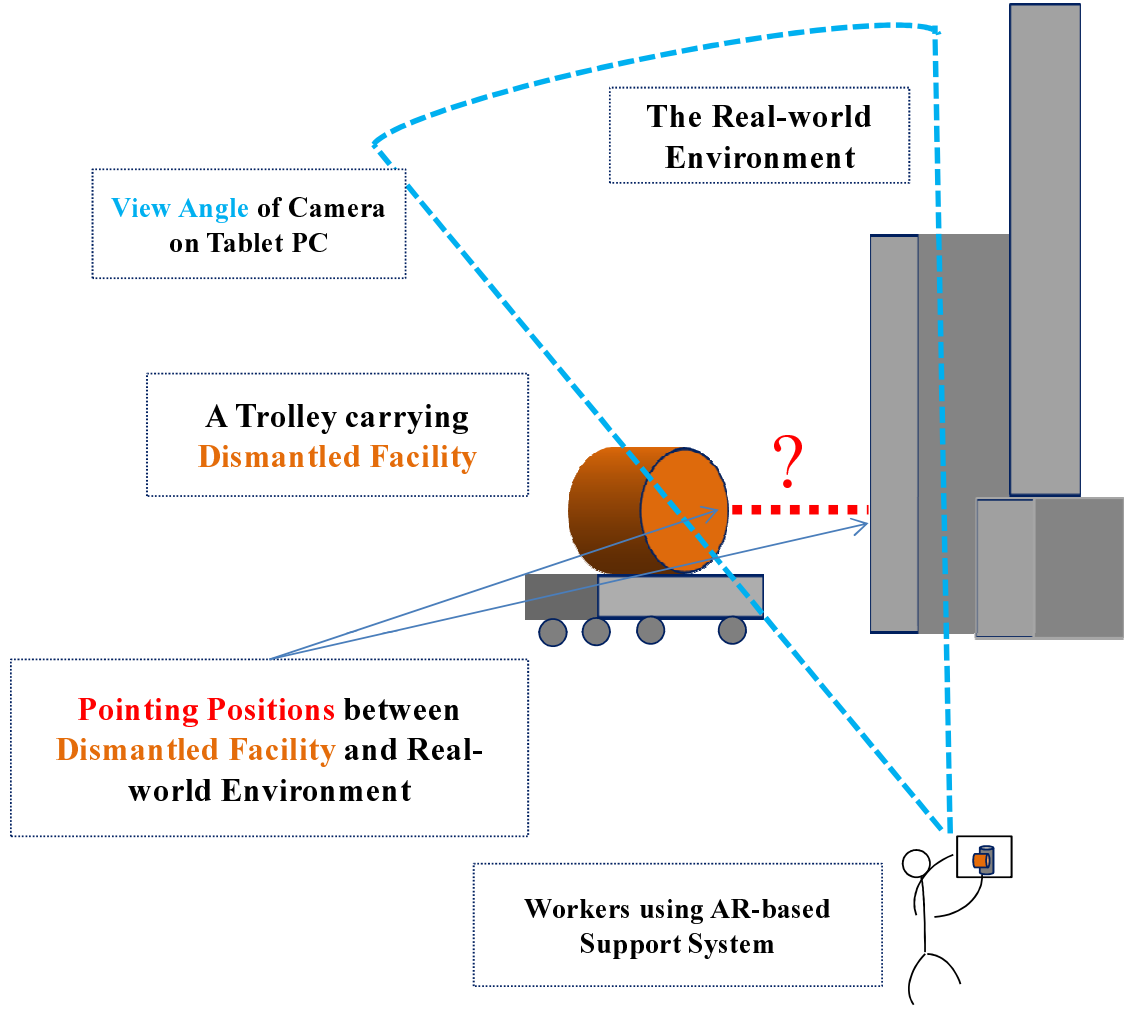 The Real-world
Environment
View Angle of Camera
on Tablet PC
A Trolley carrying
Dismantled Facility
?
Pointing Positions between
Dismantled Facility and Real-
world Environment
Workers using AR-based
Support System